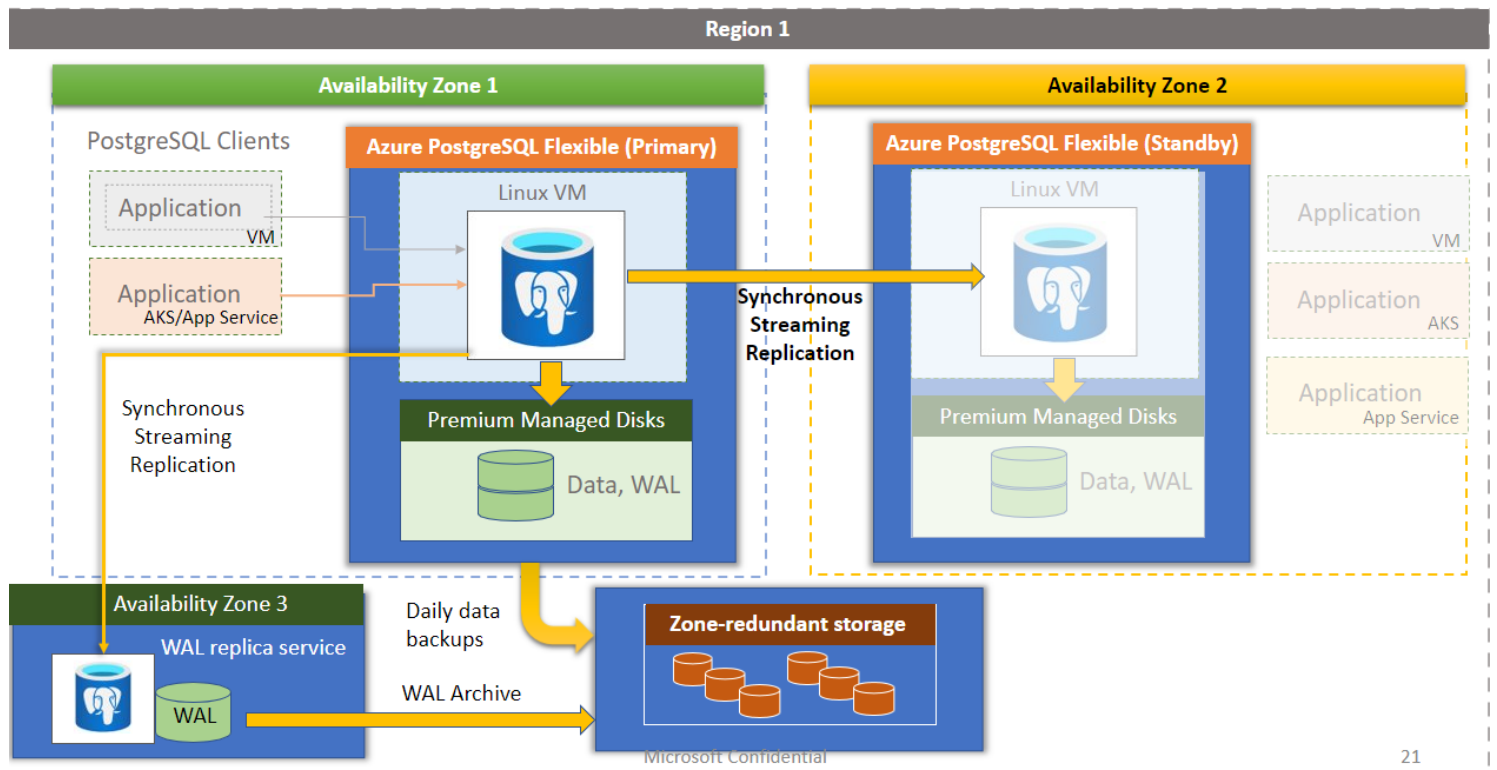 Region 1
Availability Zone 1
PostgreSQL Clients
Application
VM
Application
AKS/App Service
Azure PostgreSQL Flexible (Primary)
Linux VM
Premium Managed Disks
Data, WAL
Synchronous
Streaming
Replication
Synchronous
Streaming
Replication
Availability Zone 2
Azure PostgreSQL Flexible (Standby)
Linux VM
Premium Managed Disks
Data, WAL
Application
VM
Application
AKS
Application
App Service
Availability Zone 3
WAL replica service
WAL
Daily data
backups
WAL Archive
Zone-redundant storage
Microsoft Confidential
21